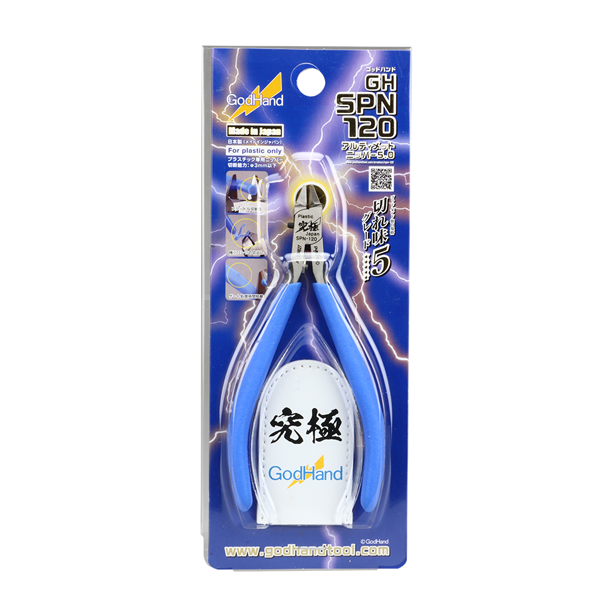 GodHand
ゴッドハンド
GH
SPN
120
アルティメット
ニッパー5.0
Made in Japan
日本製(メイドインジャパン)
For plastic only
プラスチック専用ニッパー
切断能力:φ3mm以下
切れ味
グレード
5
Plastic
究極
Japan
SPN-120
究極
GodHand
©GodHand
www.godhandtool.com